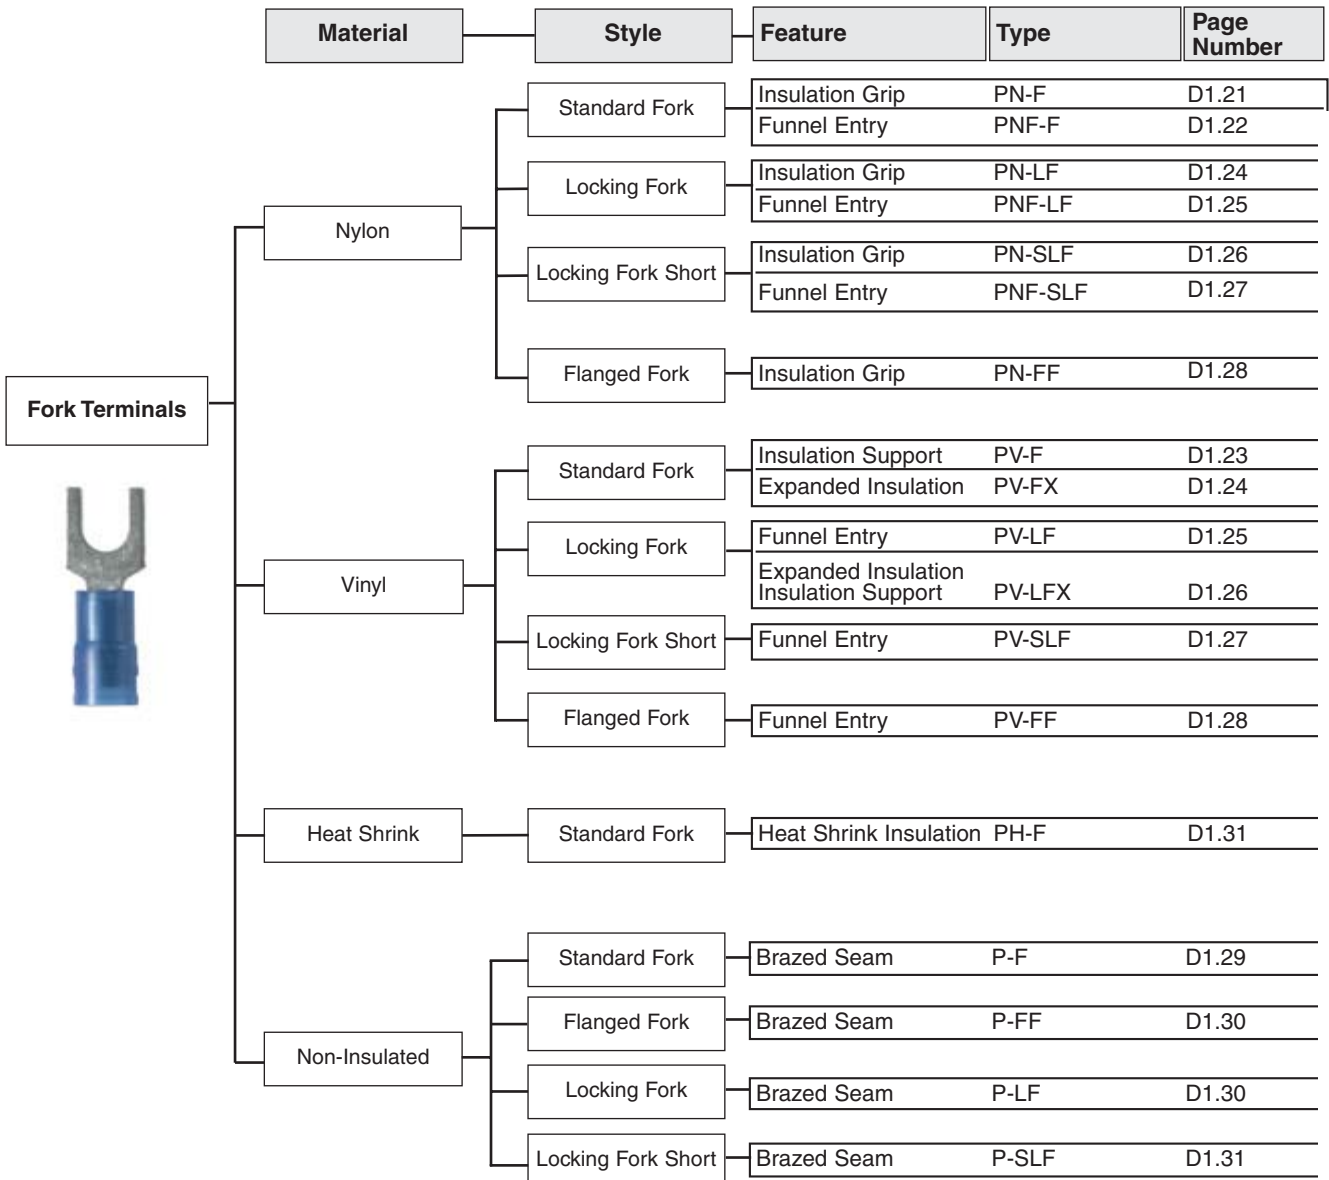 Material Style Feature Type Page Number
Standard Fork Insulation Grip PN-F D1.21
Funnel Entry PNF-F D1.22
Locking Fork Insulation Grip PN-LF D1.24
Funnel Entry PNF-LF D1.25
Nylon
Locking Fork Short Insulation Grip PN-SLF D1.26
Funnel Entry PNF-SLF D1.27
Flanged Fork Insulation Grip PN-FF D1.28
Fork Terminals
Standard Fork Insulation Support PV-F D1.23
Expanded Insulation PV-FX D1.24
Locking Fork Funnel Entry PV-LF D1.25
Expanded Insulation
Insulation Support PV-LFX D1.26
Vinyl
Locking Fork Short Funnel Entry PV-SLF D1.27
Flanged Fork Funnel Entry PV-FF D1.28
Heat Shrink Standard Fork Heat Shrink Insulation PH-F D1.31
Standard Fork Brazed Seam P-F D1.29
Flanged Fork Brazed Seam P-FF D1.30
Non-Insulated
Locking Fork Brazed Seam P-LF D1.30
Locking Fork Short Brazed Seam P-SLF D1.31